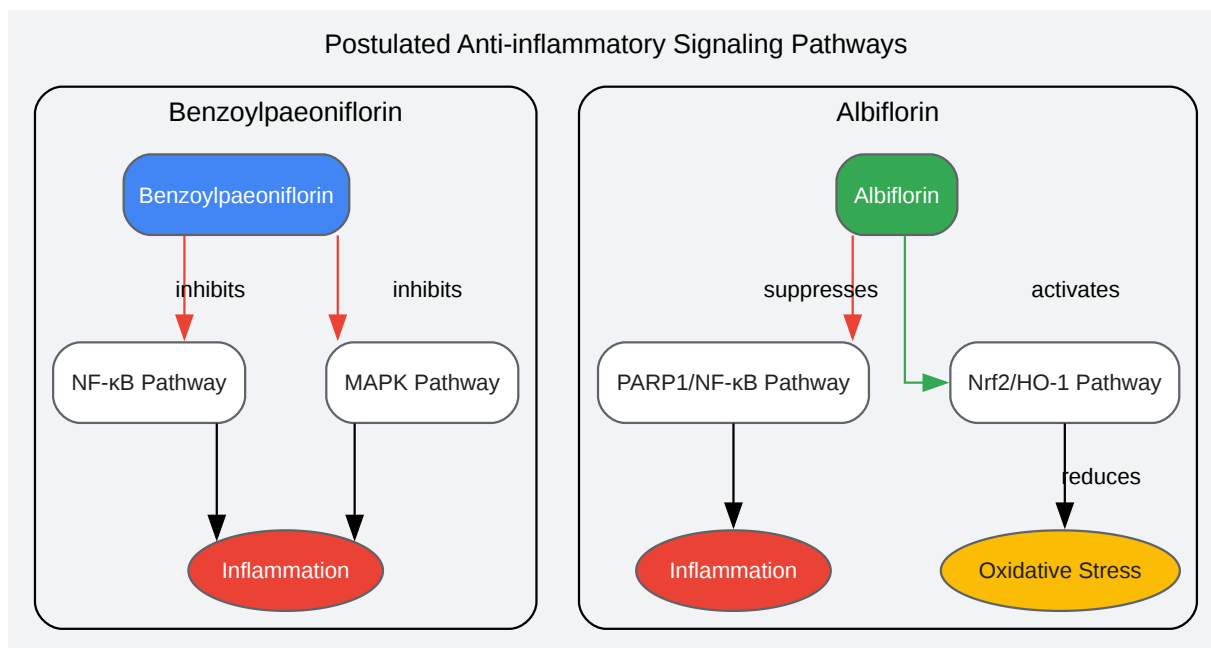 Postulated Anti-inflammatory Signaling Pathways
Benzoylpaeoniflorin
Benzoylpaeoniflorin
inhibits
inhibits
NF-κB Pathway
MAPK Pathway
Inflammation
Albiflorin
Albiflorin
suppresses
activates
PARP1/NF-κB Pathway
Nrf2/HO-1 Pathway
reduces
Inflammation
Oxidative Stress